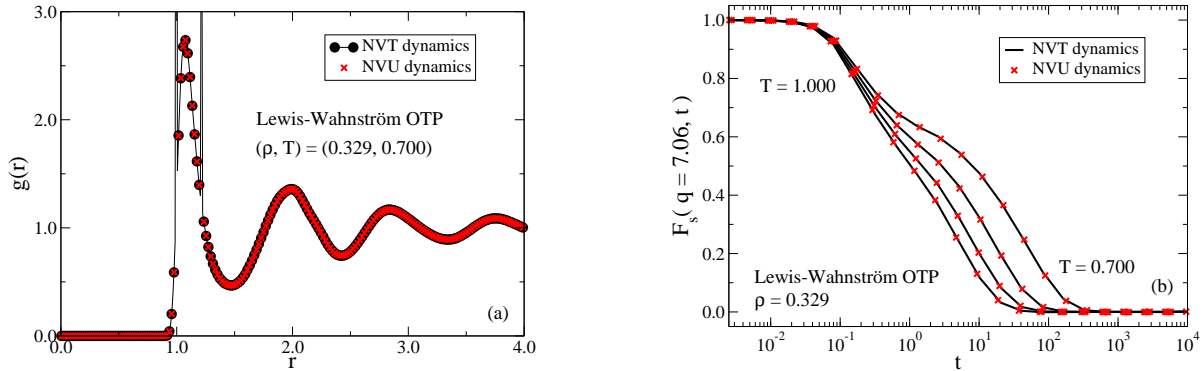 3.0
2.0
1.0
0.0
g(r)
NVT dynamics
NVU dynamics
Lewis-Wahnström OTP
(ρ, T) = (0.329, 0.700)
(a)
0.0 1.0 2.0 3.0 4.0
r
1.0
0.8
0.6
0.4
0.2
0.0
F_s( q = 7.06, t )
NVT dynamics
NVU dynamics
T = 1.000
T = 0.700
Lewis-Wahnström OTP
ρ = 0.329
(b)
10^-2 10^-1 10^0 10^1 10^2 10^3 10^4
t